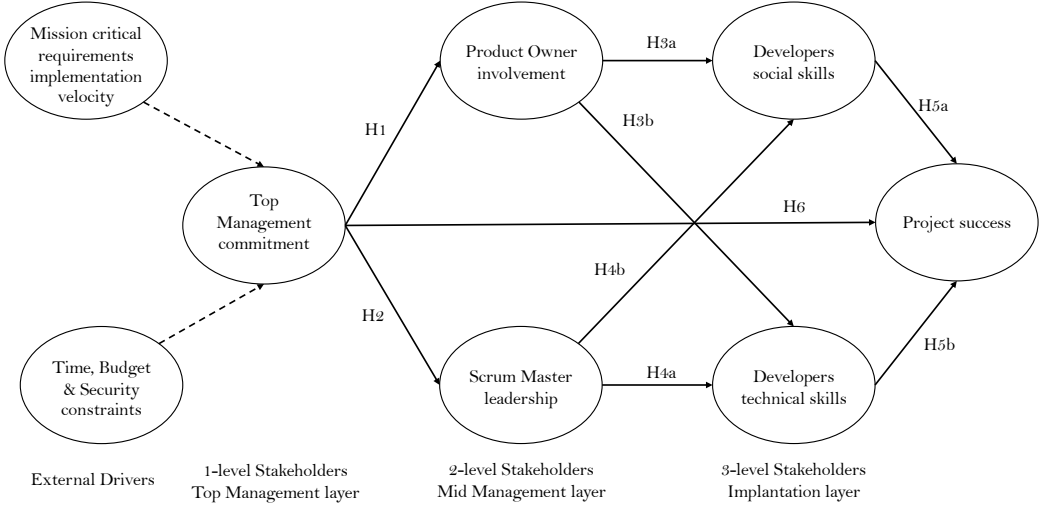 Mission critical
requirements
implementation
velocity
Top
Management
commitment
Time, Budget
& Security
constraints
H1
H2
Product Owner
involvement
Scrum Master
leadership
H3a
H3b
H4b
H4a
Developers
social skills
Developers
technical skills
H5a
H6
H5b
Project success
External Drivers
1-level Stakeholders
Top Management layer
2-level Stakeholders
Mid Management layer
3-level Stakeholders
Implantation layer